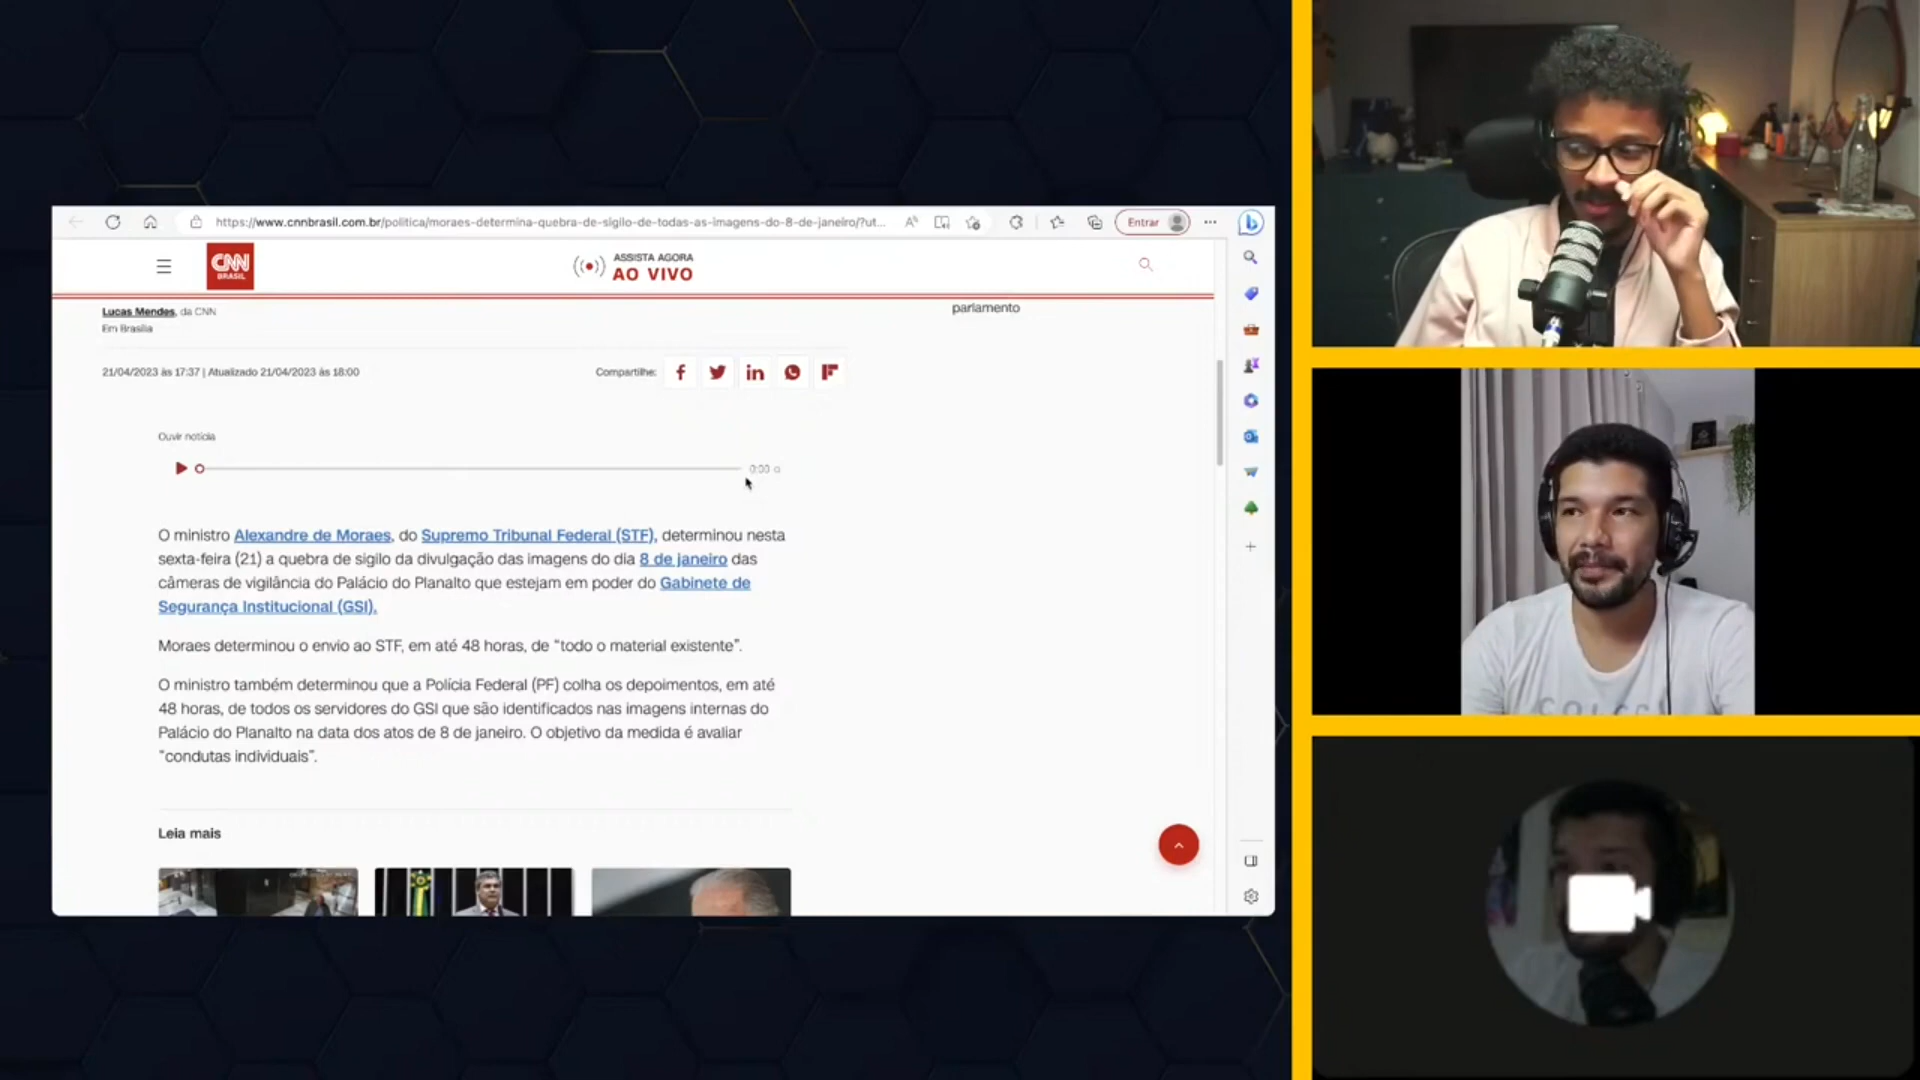 https://www.cnnbrasil.com.br/politica/moraes-determina-quebra-de-sigilo-de-todas-as-imagens-do-8-de-janeiro/?ut...
Entrar
CNN
BRASIL
ASSISTA AGORA
AO VIVO
Lucas Mendes, da CNN
Em Brasília
parlamento
21/04/2023 às 17:37 | Atualizado 21/04/2023 às 18:00
Compartilhe:
Ouvir notícia
0:00
O ministro Alexandre de Moraes, do Supremo Tribunal Federal (STF), determinou nesta
sexta-feira (21) a quebra de sigilo da divulgação das imagens do dia 8 de janeiro das
câmeras de vigilância do Palácio do Planalto que estejam em poder do Gabinete de
Segurança Institucional (GSI).
Moraes determinou o envio ao STF, em até 48 horas, de “todo o material existente”.
O ministro também determinou que a Polícia Federal (PF) colha os depoimentos, em até
48 horas, de todos os servidores do GSI que são identificados nas imagens internas do
Palácio do Planalto na data dos atos de 8 de janeiro. O objetivo da medida é avaliar
“condutas individuais”.
Leia mais